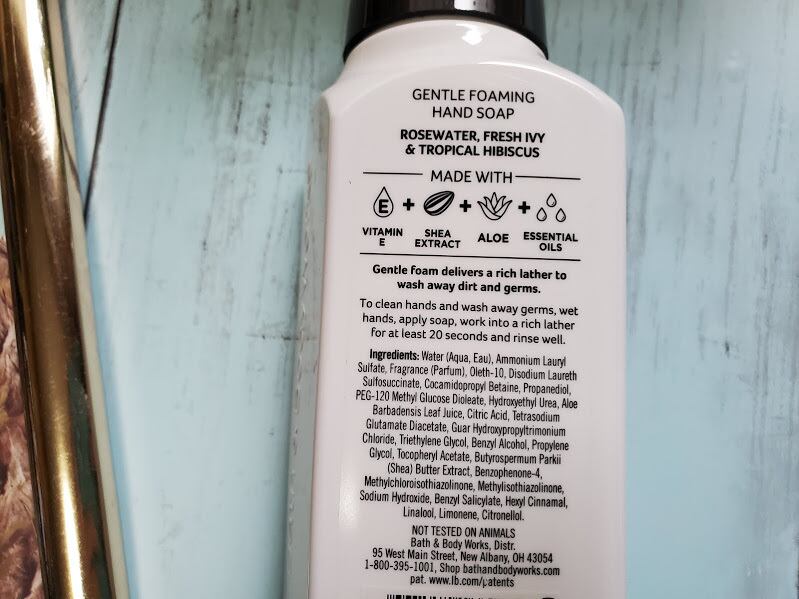 GENTLE FOAMING
HAND SOAP
ROSEWATER, FRESH IVY
& TROPICAL HIBISCUS
MADE WITH
E + + +
VITAMIN E SHEA EXTRACT ALOE ESSENTIAL OILS
Gentle foam delivers a rich lather to
wash away dirt and germs.
To clean hands and wash away germs, wet
hands, apply soap, work into a rich lather
for at least 20 seconds and rinse well.
Ingredients: Water (Aqua, Eau), Ammonium Lauryl
Sulfate, Fragrance (Parfum), Oleth-10, Disodium Laureth
Sulfosuccinate, Cocamidopropyl Betaine, Propanediol,
PEG-120 Methyl Glucose Dioleate, Hydroxyethyl Urea, Aloe
Barbadensis Leaf Juice, Citric Acid, Tetrasodium
Glutamate Diacetate, Guar Hydroxypropyltrimonium
Chloride, Triethylene Glycol, Benzyl Alcohol, Propylene
Glycol, Tocopheryl Acetate, Butyrospermum Parkii
(Shea) Butter Extract, Benzophenone-4,
Methylchloroisothiazolinone, Methylisothiazolinone,
Sodium Hydroxide, Benzyl Salicylate, Hexyl Cinnamal,
Linalool, Limonene, Citronellol.
NOT TESTED ON ANIMALS
Bath & Body Works, Distr.
95 West Main Street, New Albany, OH 43054
1-800-395-1001, Shop bathandbodyworks.com
pat. www.lb.com/patents